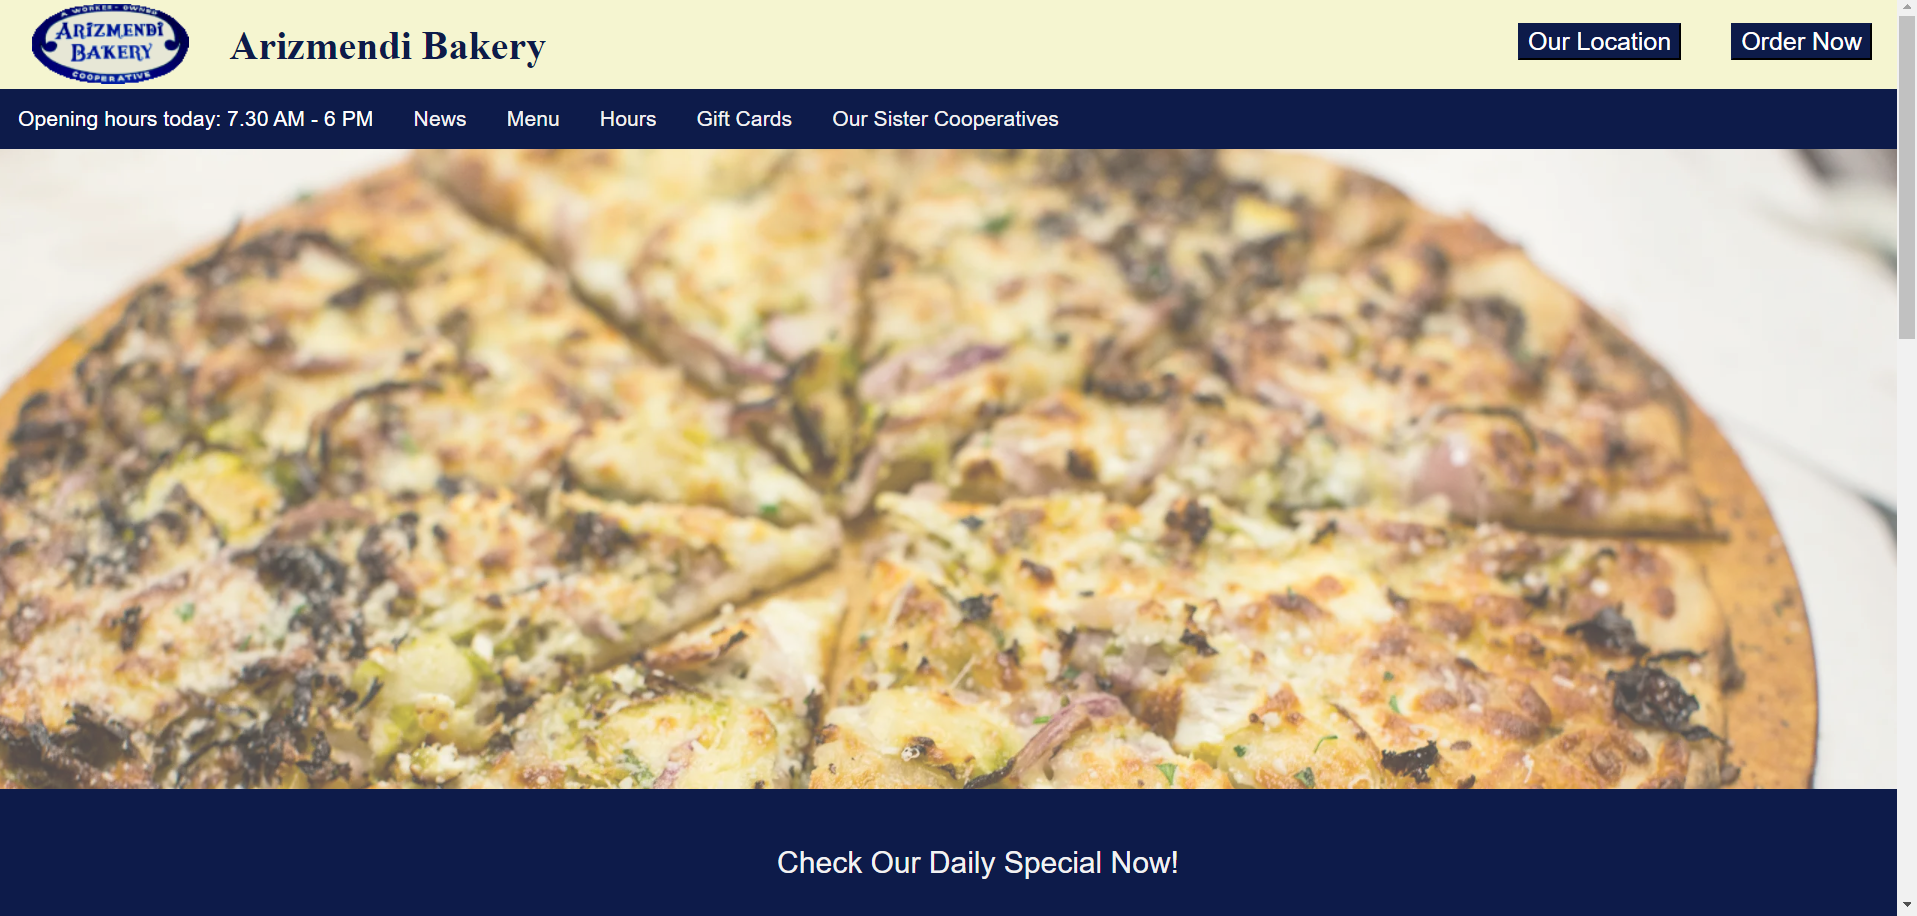 A WORKER-OWNED
ARIZMENDI
BAKERY
COOPERATIVE
Arizmendi Bakery
Our Location
Order Now
Opening hours today: 7.30 AM - 6 PM
News
Menu
Hours
Gift Cards
Our Sister Cooperatives
Check Our Daily Special Now!